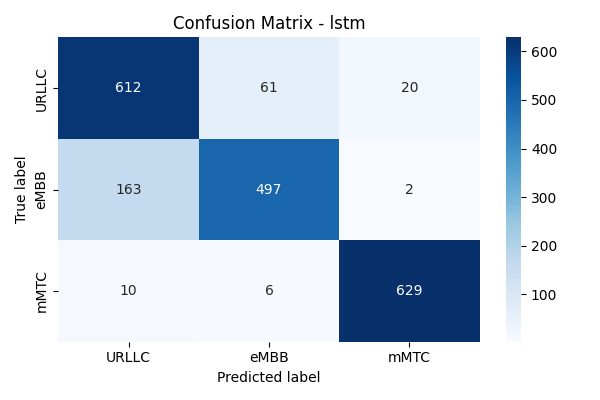 Confusion Matrix - lstm
True label
URLLC
612
61
20
eMBB
163
497
2
mMTC
10
6
629
URLLC
eMBB
mMTC
Predicted label
600
500
400
300
200
100